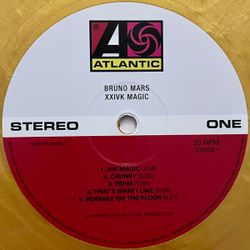 ATLANTIC
BRUNO MARS
XXIVK MAGIC
STEREO
ONE
33 RPM
1. 24K MAGIC
2. CHUNKY
3. PERM
4. THAT'S WHAT I LIKE
5. VERSACE ON THE FLOOR